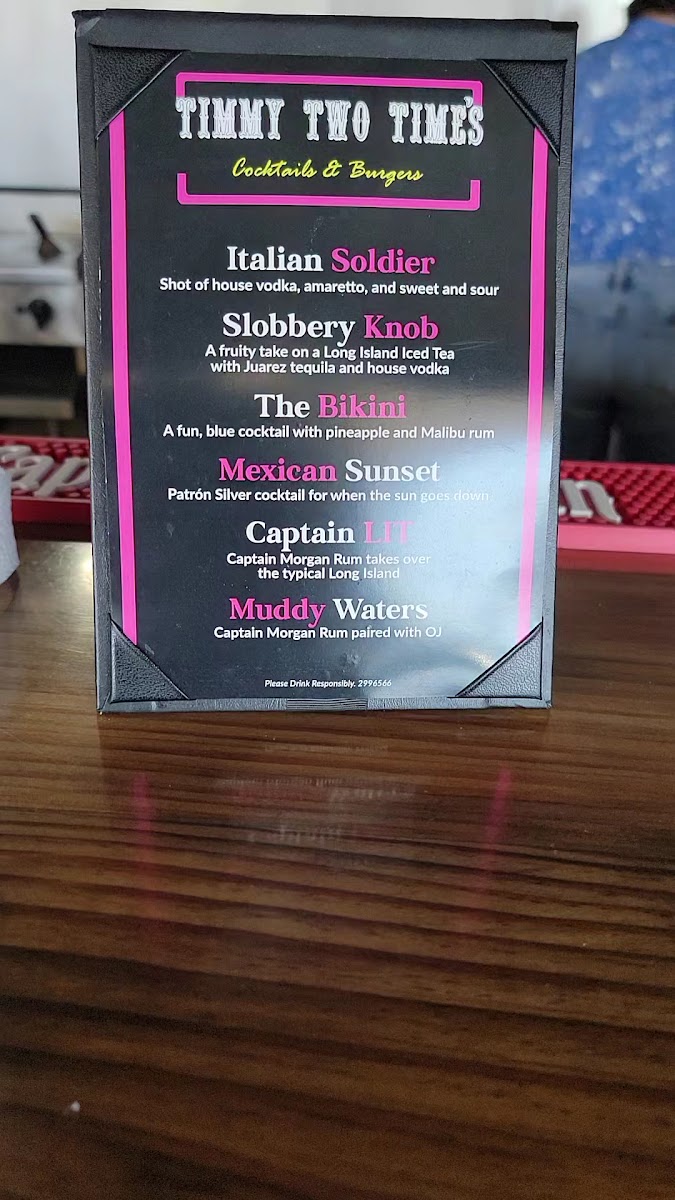 TIMMY TWO TIME'S
Cocktails & Burgers
Italian Soldier
Shot of house vodka, amaretto, and sweet and sour
Slobbery Knob
A fruity take on a Long Island Iced Tea
with Juarez tequila and house vodka
The Bikini
A fun, blue cocktail with pineapple and Malibu rum
Mexican Sunset
Patrón Silver cocktail for when the sun goes down
Captain LIT
Captain Morgan Rum takes over
the typical Long Island
Muddy Waters
Captain Morgan Rum paired with OJ
Please Drink Responsibly. 2996566